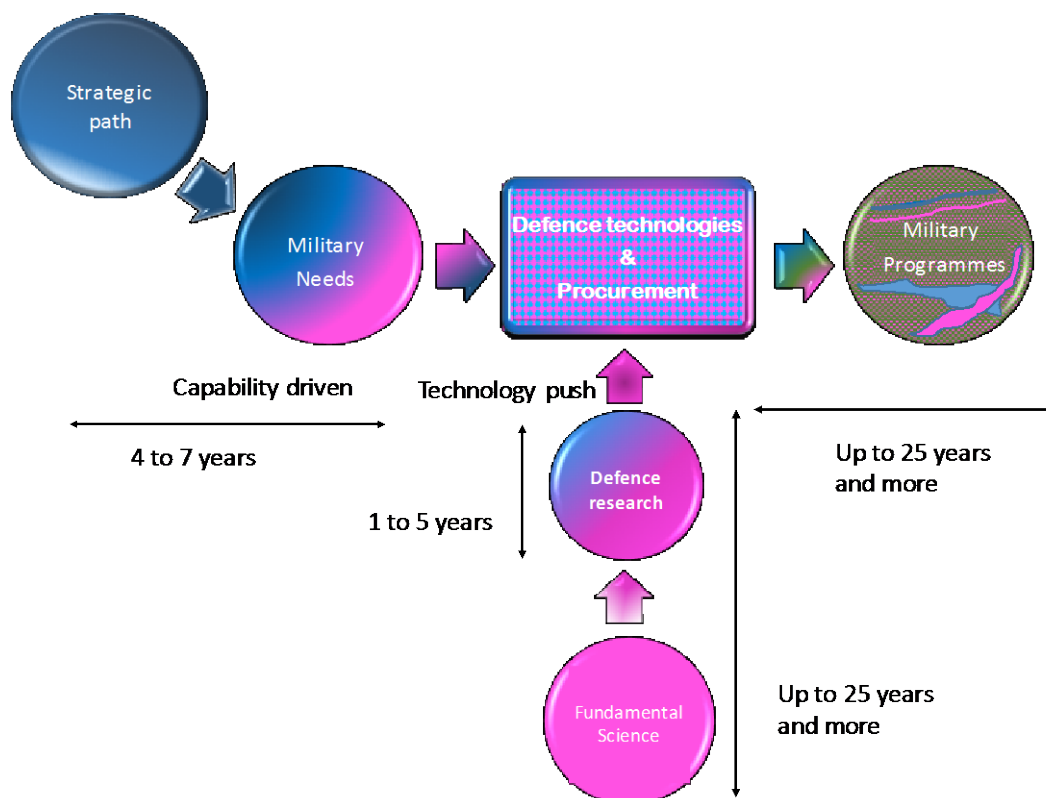 Strategic
path
Military
Needs
Defence technologies
&
Procurement
Military
Programmes
Capability driven
Technology push
4 to 7 years
1 to 5 years
Defence
research
Up to 25 years
and more
Fundamental
Science
Up to 25 years
and more